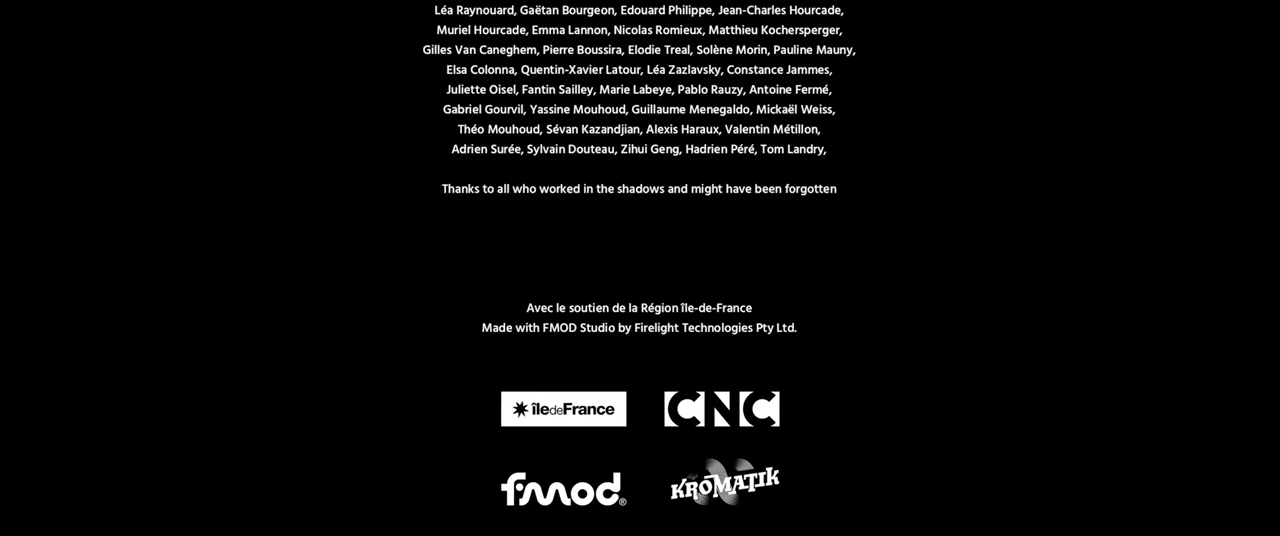 Léa Raynouard, Gaëtan Bourgeon, Edouard Philippe, Jean-Charles Hourcade,
Muriel Hourcade, Emma Lannon, Nicolas Romieux, Matthieu Kochersperger,
Gilles Van Caneghem, Pierre Boussira, Elodie Treal, Solène Morin, Pauline Mauny,
Elsa Colonna, Quentin-Xavier Latour, Léa Zazlavsky, Constance Jammes,
Juliette Oisel, Fantin Sailley, Marie Labeye, Pablo Rauzy, Antoine Fermé,
Gabriel Gourvil, Yassine Mouhoud, Guillaume Menegaldo, Mickaël Weiss,
Théo Mouhoud, Sévan Kazandjian, Alexis Haraux, Valentin Métillon,
Adrien Surée, Sylvain Douteau, Zihui Geng, Hadrien Péré, Tom Landry,
Thanks to all who worked in the shadows and might have been forgotten
Avec le soutien de la Région île-de-France
Made with FMOD Studio by Firelight Technologies Pty Ltd.
îledeFrance CNC
fmod® KROMATIK